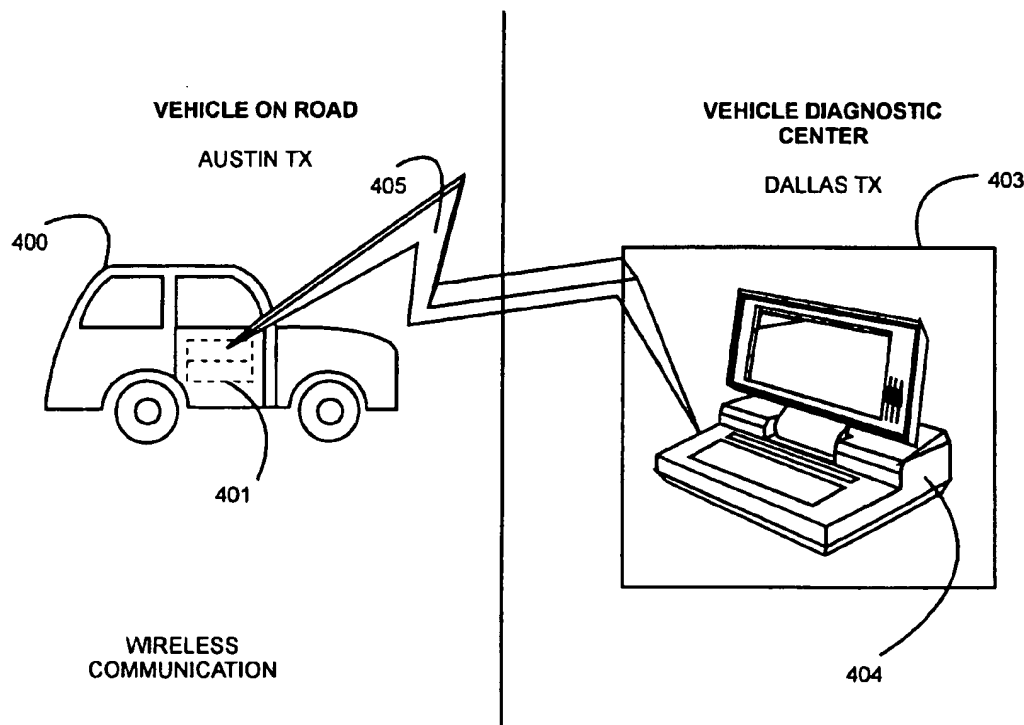 VEHICLE ON ROAD
AUSTIN TX
405
400
401
WIRELESS
COMMUNICATION
VEHICLE DIAGNOSTIC
CENTER
DALLAS TX
403
404